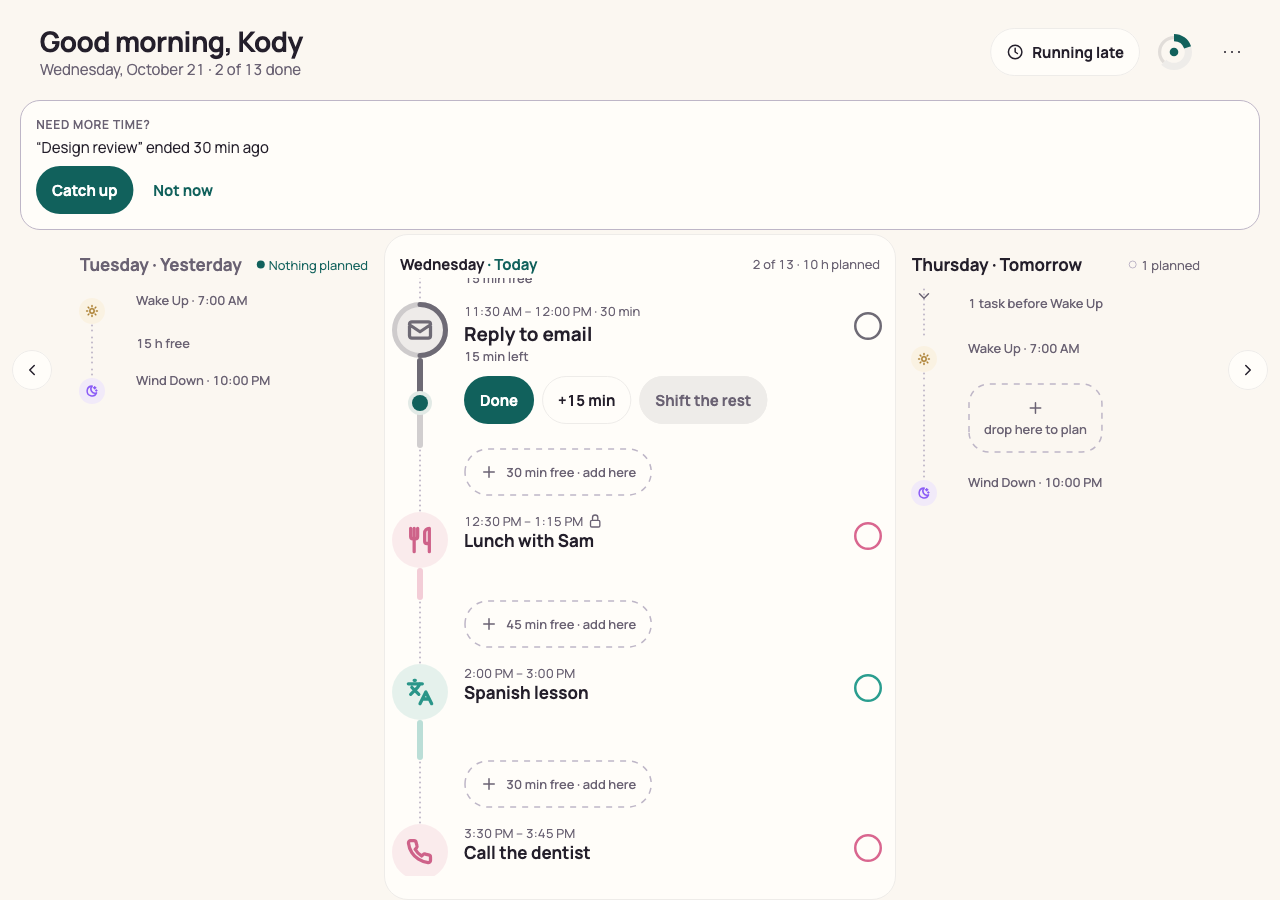 Good morning, Kody
Wednesday, October 21 · 2 of 13 done
Running late
NEED MORE TIME?
“Design review” ended 30 min ago
Catch up
Not now
Tuesday · Yesterday
Nothing planned
Wake Up · 7:00 AM
15 h free
Wind Down · 10:00 PM
Wednesday · Today
2 of 13 · 10 h planned
15 min free
11:30 AM – 12:00 PM · 30 min
Reply to email
15 min left
Done
+15 min
Shift the rest
30 min free · add here
12:30 PM – 1:15 PM
Lunch with Sam
45 min free · add here
2:00 PM – 3:00 PM
Spanish lesson
30 min free · add here
3:30 PM – 3:45 PM
Call the dentist
Thursday · Tomorrow
1 planned
1 task before Wake Up
Wake Up · 7:00 AM
drop here to plan
Wind Down · 10:00 PM